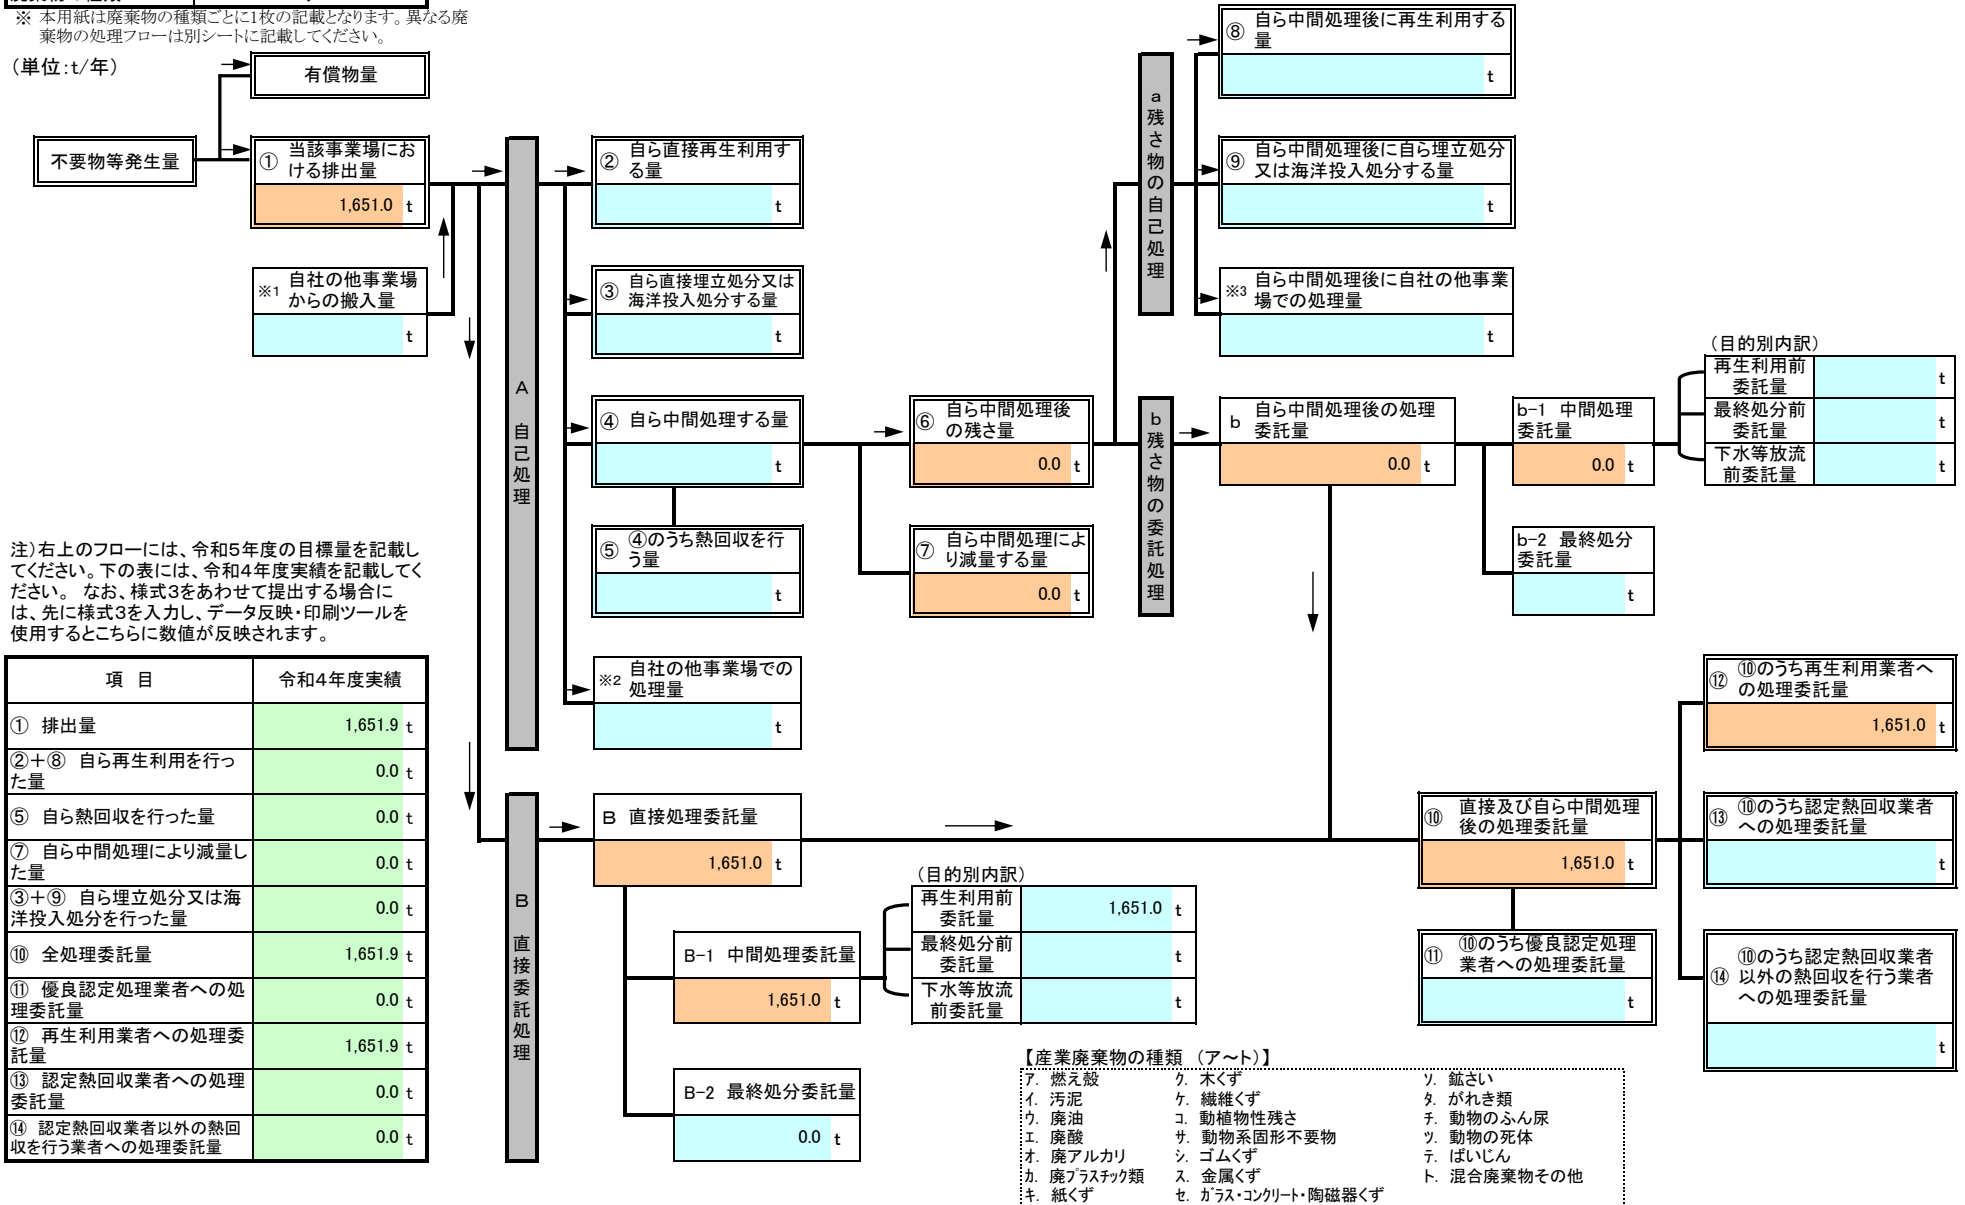 ※ 本用紙は廃棄物の種類ごとに1枚の記載となります。異なる廃
棄物の処理フローは別シートに記載してください。
（単位:t/年）
有償物量
不要物等発生量
① 当該事業場にお
ける排出量
1,651.0 t
※1 自社の他事業場
からの搬入量
t
A 自己処理
② 自ら直接再生利用す
る量
t
③ 自ら直接埋立処分又は
海洋投入処分する量
t
④ 自ら中間処理する量
t
⑤ ④のうち熱回収を行
う量
t
※2 自社の他事業場での
処理量
t
⑥ 自ら中間処理後
の残さ量
0.0 t
⑦ 自ら中間処理によ
り減量する量
0.0 t
a 残さ物の自己処理
⑧ 自ら中間処理後に再生利用する
量
t
⑨ 自ら中間処理後に自ら埋立処分
又は海洋投入処分する量
t
※3 自ら中間処理後に自社の他事業
場での処理量
t
b 残さ物の委託処理
b 自ら中間処理後の処理
委託量
0.0 t
b-1 中間処理
委託量
0.0 t
（目的別内訳）
再生利用前
委託量
t
最終処分前
委託量
t
下水等放流
前委託量
t
b-2 最終処分
委託量
t
注）右上のフローには、令和5年度の目標量を記載し
てください。下の表には、令和4年度実績を記載してく
ださい。 なお、様式3をあわせて提出する場合に
は、先に様式3を入力し、データ反映・印刷ツールを
使用するとこちらに数値が反映されます。
項 目 令和4年度実績
① 排出量 1,651.9 t
②＋⑧ 自ら再生利用を行っ
た量 0.0 t
⑤ 自ら熱回収を行った量 0.0 t
⑦ 自ら中間処理により減量し
た量 0.0 t
③＋⑨ 自ら埋立処分又は海
洋投入処分を行った量 0.0 t
⑩ 全処理委託量 1,651.9 t
⑪ 優良認定処理業者への処
理委託量 0.0 t
⑫ 再生利用業者への処理委
託量 1,651.9 t
⑬ 認定熱回収業者への処理
委託量 0.0 t
⑭ 認定熱回収業者以外の熱回
収を行う業者への処理委託量 0.0 t
B 直接委託処理
B 直接処理委託量
1,651.0 t
B-1 中間処理委託量
1,651.0 t
B-2 最終処分委託量
0.0 t
（目的別内訳）
再生利用前
委託量
1,651.0 t
最終処分前
委託量
t
下水等放流
前委託量
t
⑩ 直接及び自ら中間処理
後の処理委託量
1,651.0 t
⑪ ⑩のうち優良認定処理
業者への処理委託量
t
⑫ ⑩のうち再生利用業者へ
の処理委託量
1,651.0 t
⑬ ⑩のうち認定熱回収業者
への処理委託量
t
⑭ ⑩のうち認定熱回収業者
以外の熱回収を行う業者
への処理委託量
t
【産業廃棄物の種類 （ア～ト）】
ア. 燃え殻 ク. 木くず ソ. 鉱さい
イ. 汚泥 ケ. 繊維くず タ. がれき類
ウ. 廃油 コ. 動植物性残さ チ. 動物のふん尿
エ. 廃酸 サ. 動物系固形不要物 ツ. 動物の死体
オ. 廃アルカリ シ. ゴムくず テ. ばいじん
カ. 廃プラスチック類 ス. 金属くず ト. 混合廃棄物その他
キ. 紙くず セ. ガラス・コンクリート・陶磁器くず